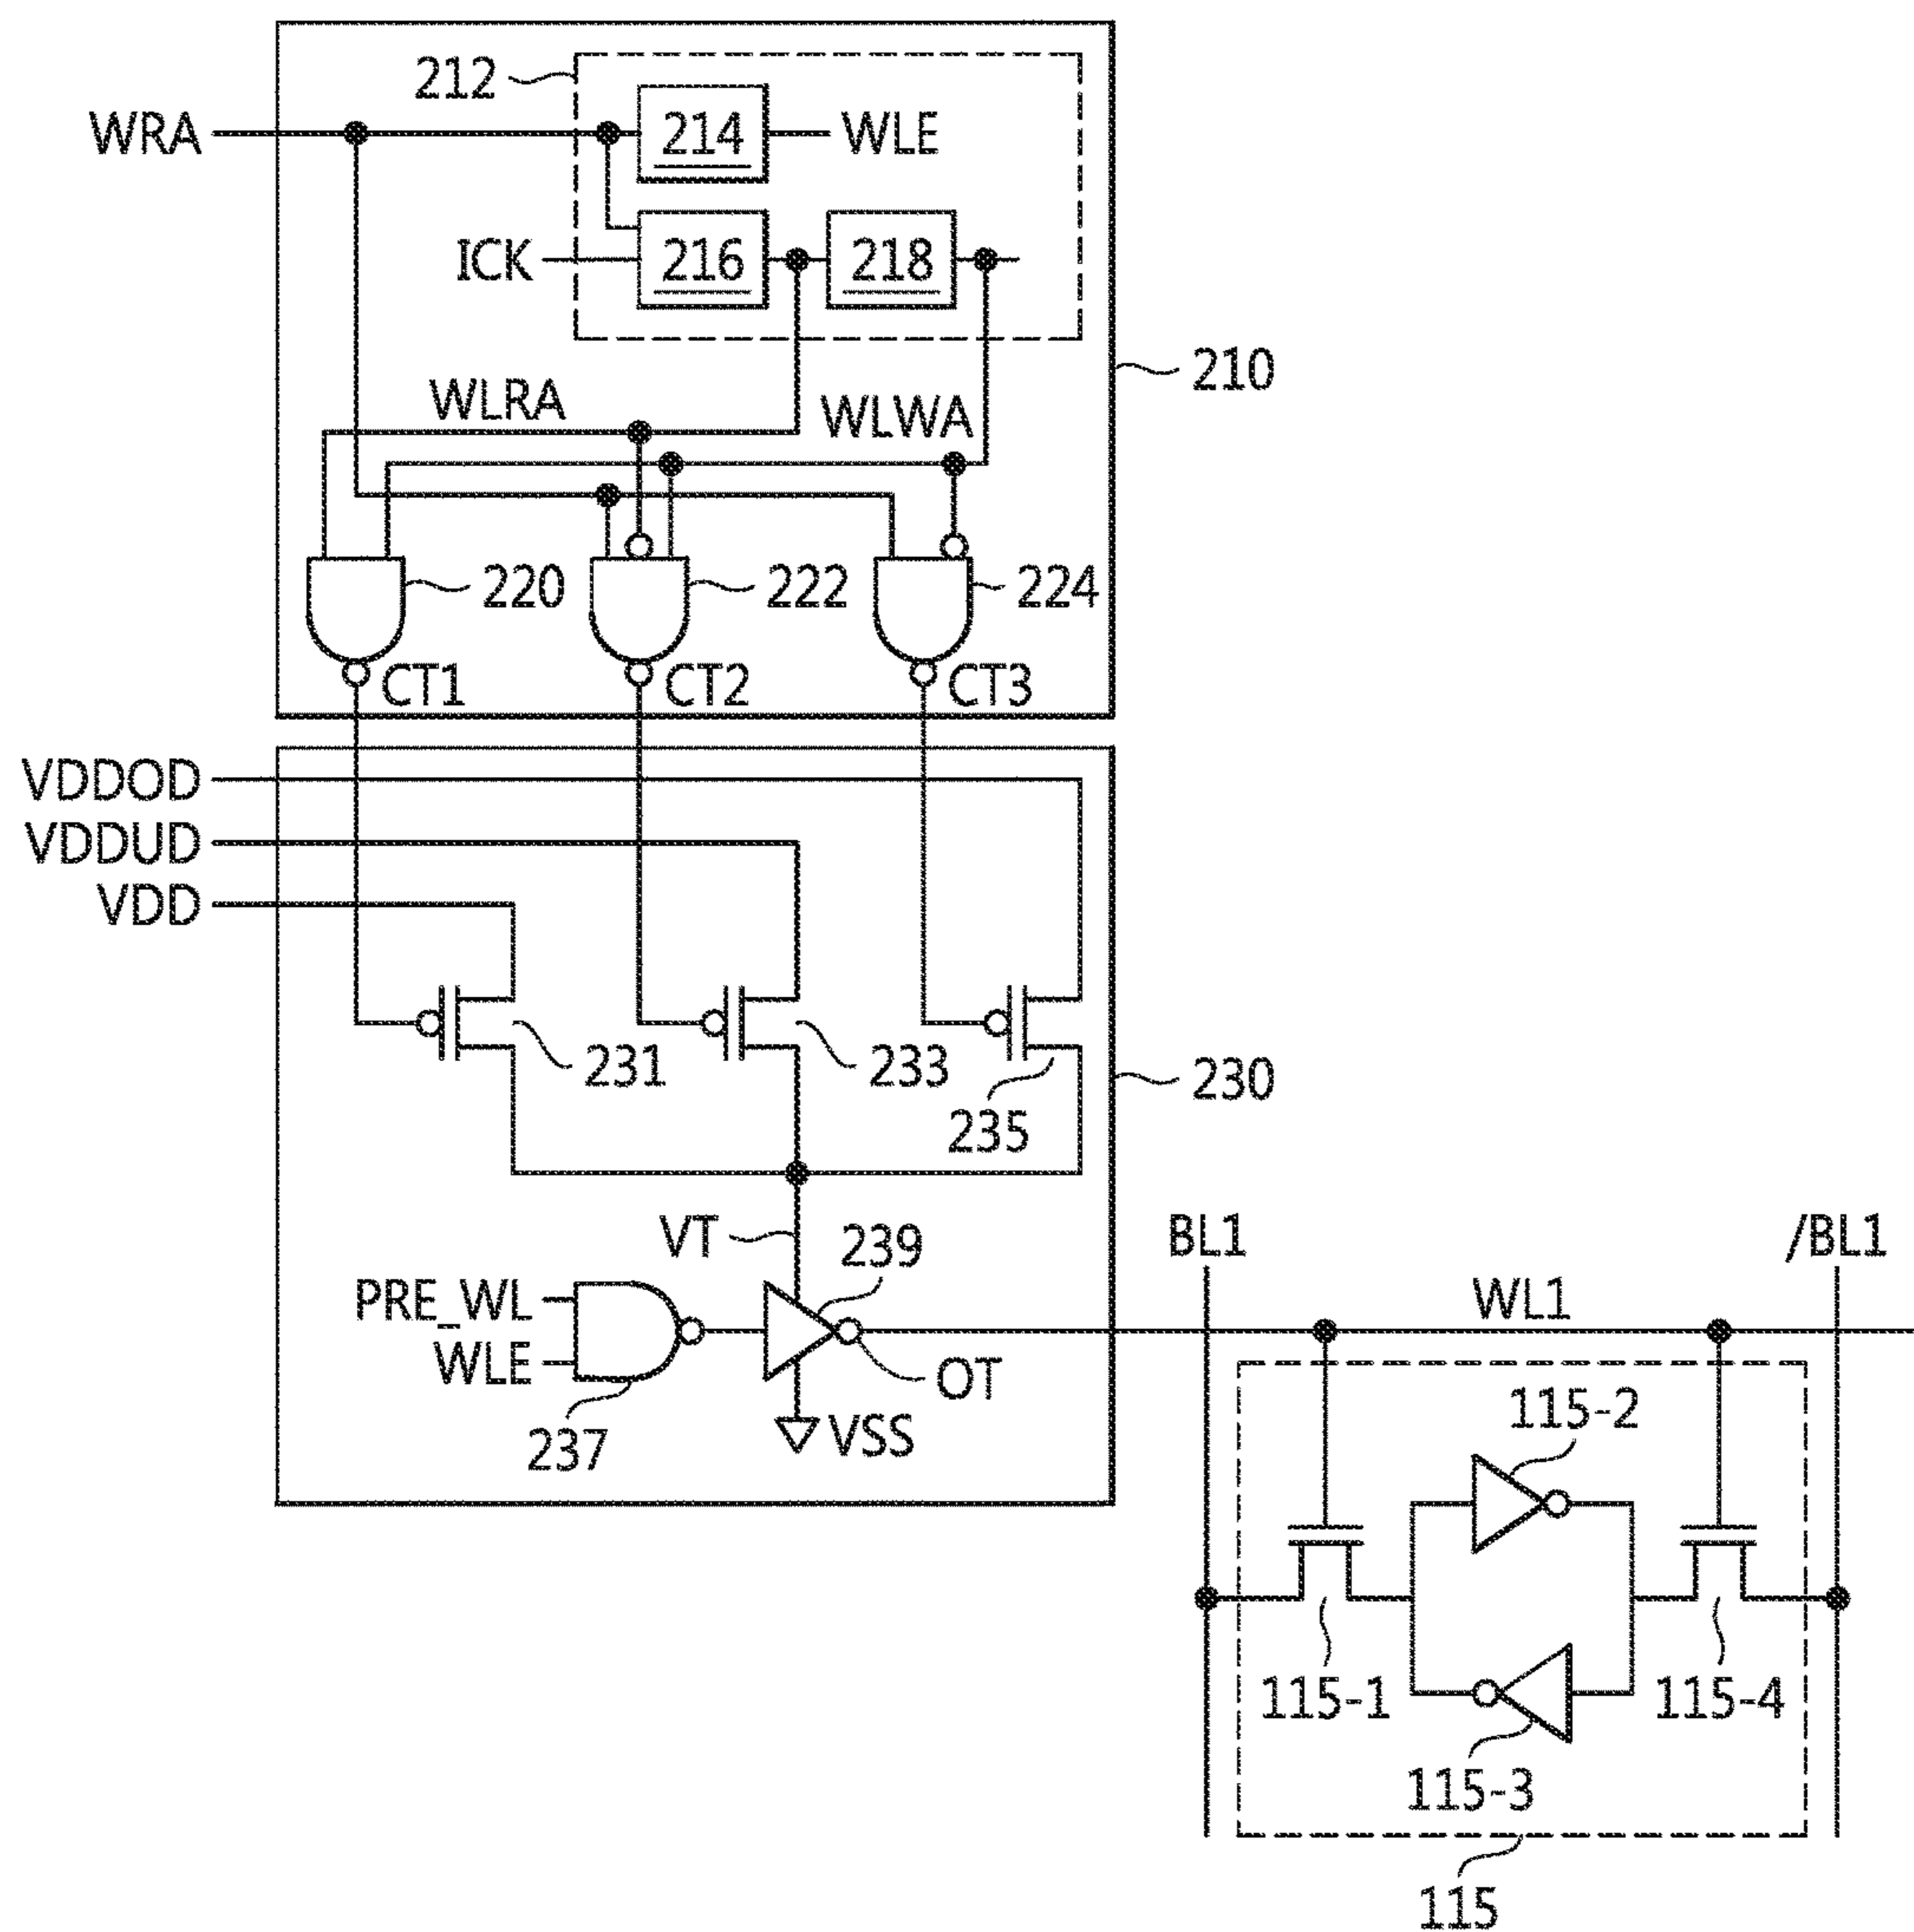 212
WRA
214
WLE
ICK
216
218
210
WLRA
WLWA
220
222
224
CT1
CT2
CT3
VDDOD
VDDUD
VDD
231
233
235
230
VT
239
PRE_WL
WLE
237
OT
VSS
BL1
/BL1
WL1
115-2
115-1
115-4
115-3
115